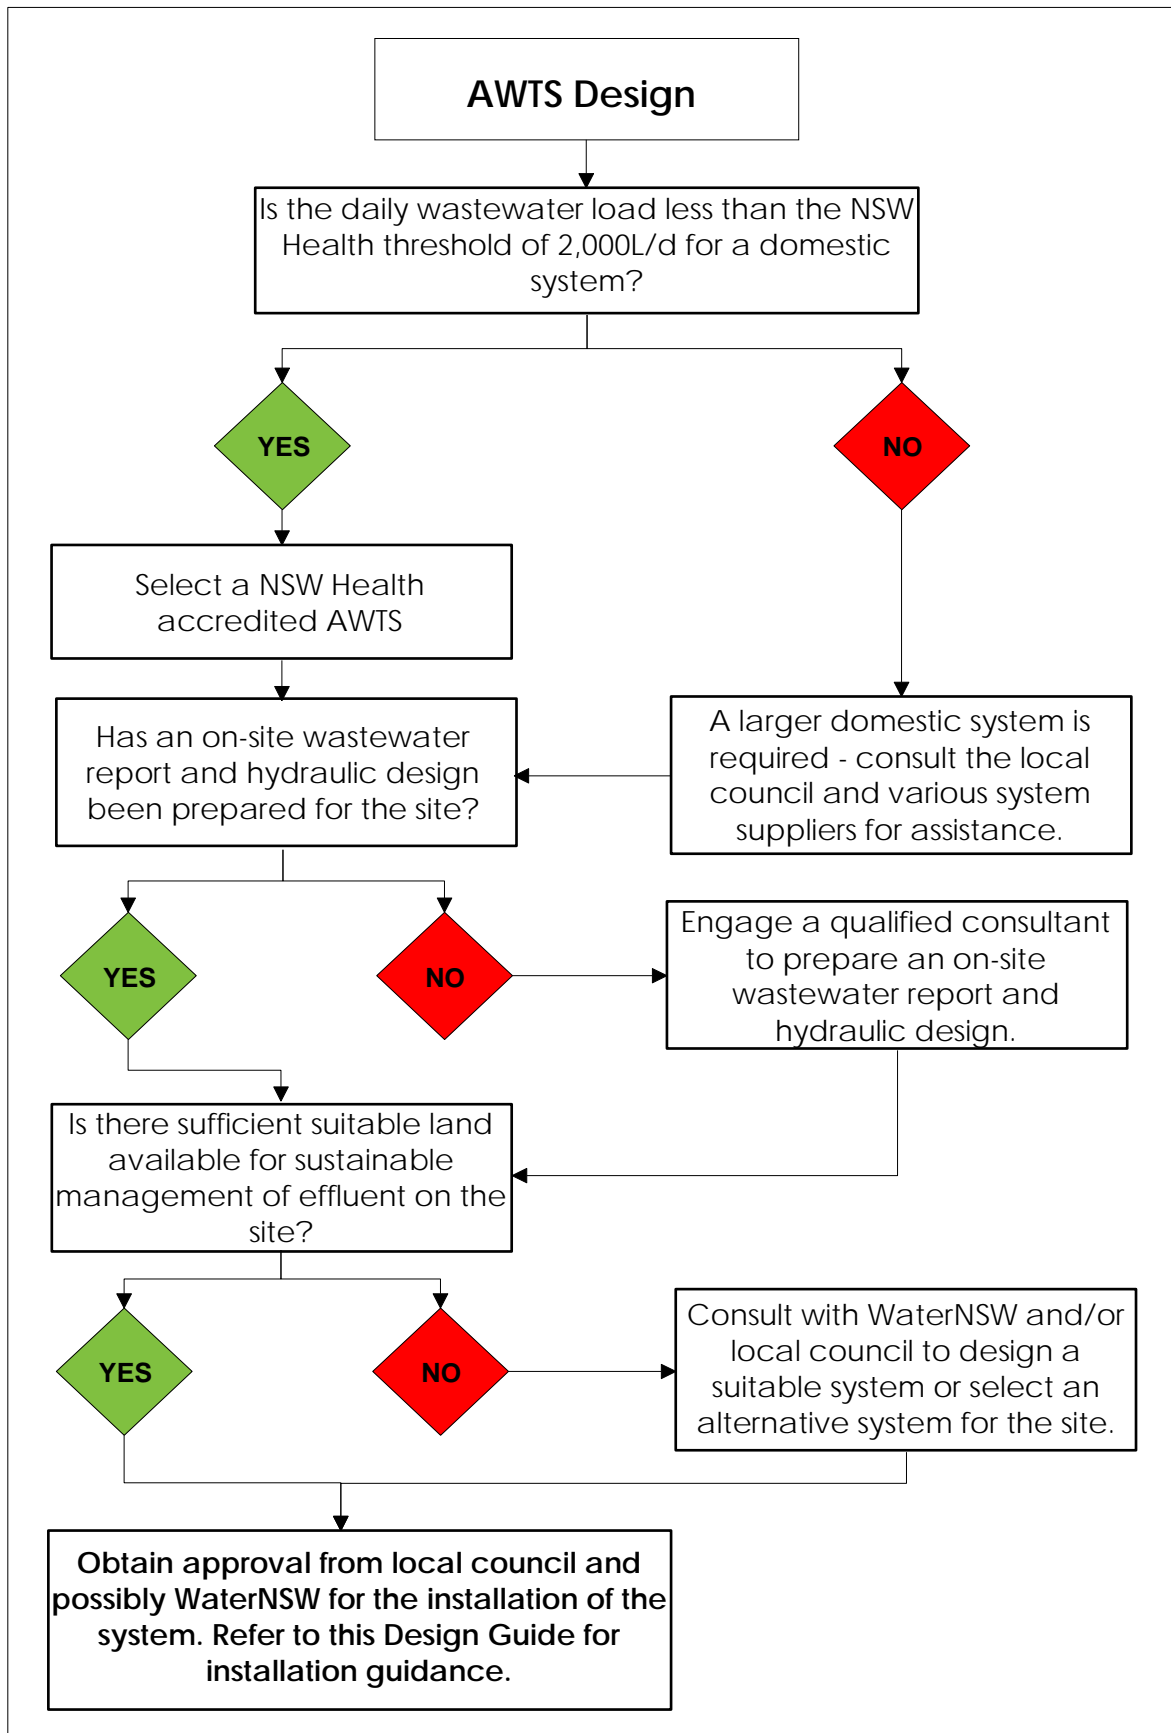 AWTS Design
Is the daily wastewater load less than the NSW
Health threshold of 2,000L/d for a domestic
system?
YES
NO
Select a NSW Health
accredited AWTS
Has an on-site wastewater
report and hydraulic design
been prepared for the site?
A larger domestic system is
required - consult the local
council and various system
suppliers for assistance.
YES
NO
Engage a qualified consultant
to prepare an on-site
wastewater report and
hydraulic design.
Is there sufficient suitable land
available for sustainable
management of effluent on the
site?
YES
NO
Consult with WaterNSW and/or
local council to design a
suitable system or select an
alternative system for the site.
Obtain approval from local council and
possibly WaterNSW for the installation of the
system. Refer to this Design Guide for
installation guidance.